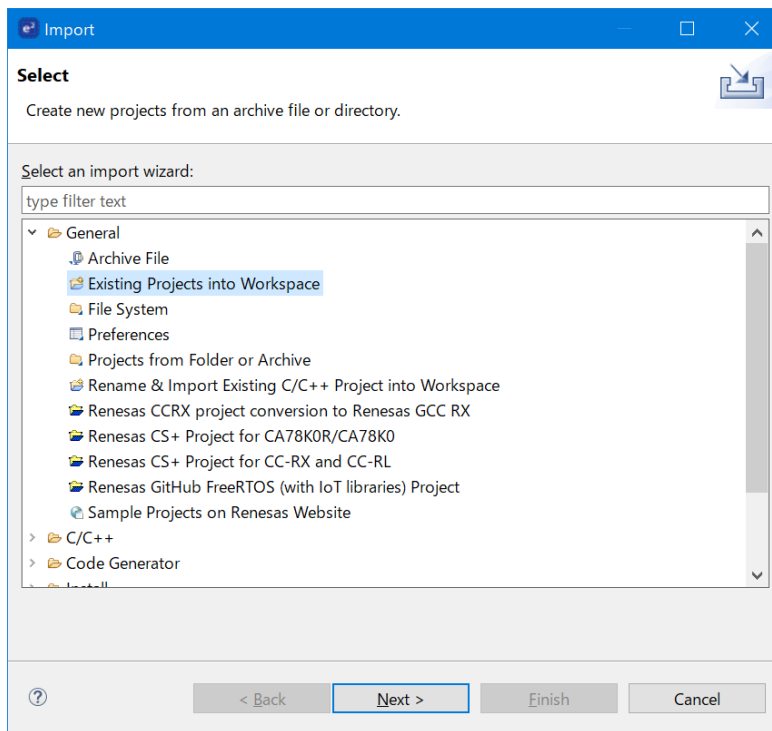 e²
Import
Select
Create new projects from an archive file or directory.
Select an import wizard:
type filter text
General
Archive File
Existing Projects into Workspace
File System
Preferences
Projects from Folder or Archive
Rename & Import Existing C/C++ Project into Workspace
Renesas CCRX project conversion to Renesas GCC RX
Renesas CS+ Project for CA78K0R/CA78K0
Renesas CS+ Project for CC-RX and CC-RL
Renesas GitHub FreeRTOS (with IoT libraries) Project
Sample Projects on Renesas Website
C/C++
Code Generator
Install
?
< Back
Next >
Finish
Cancel